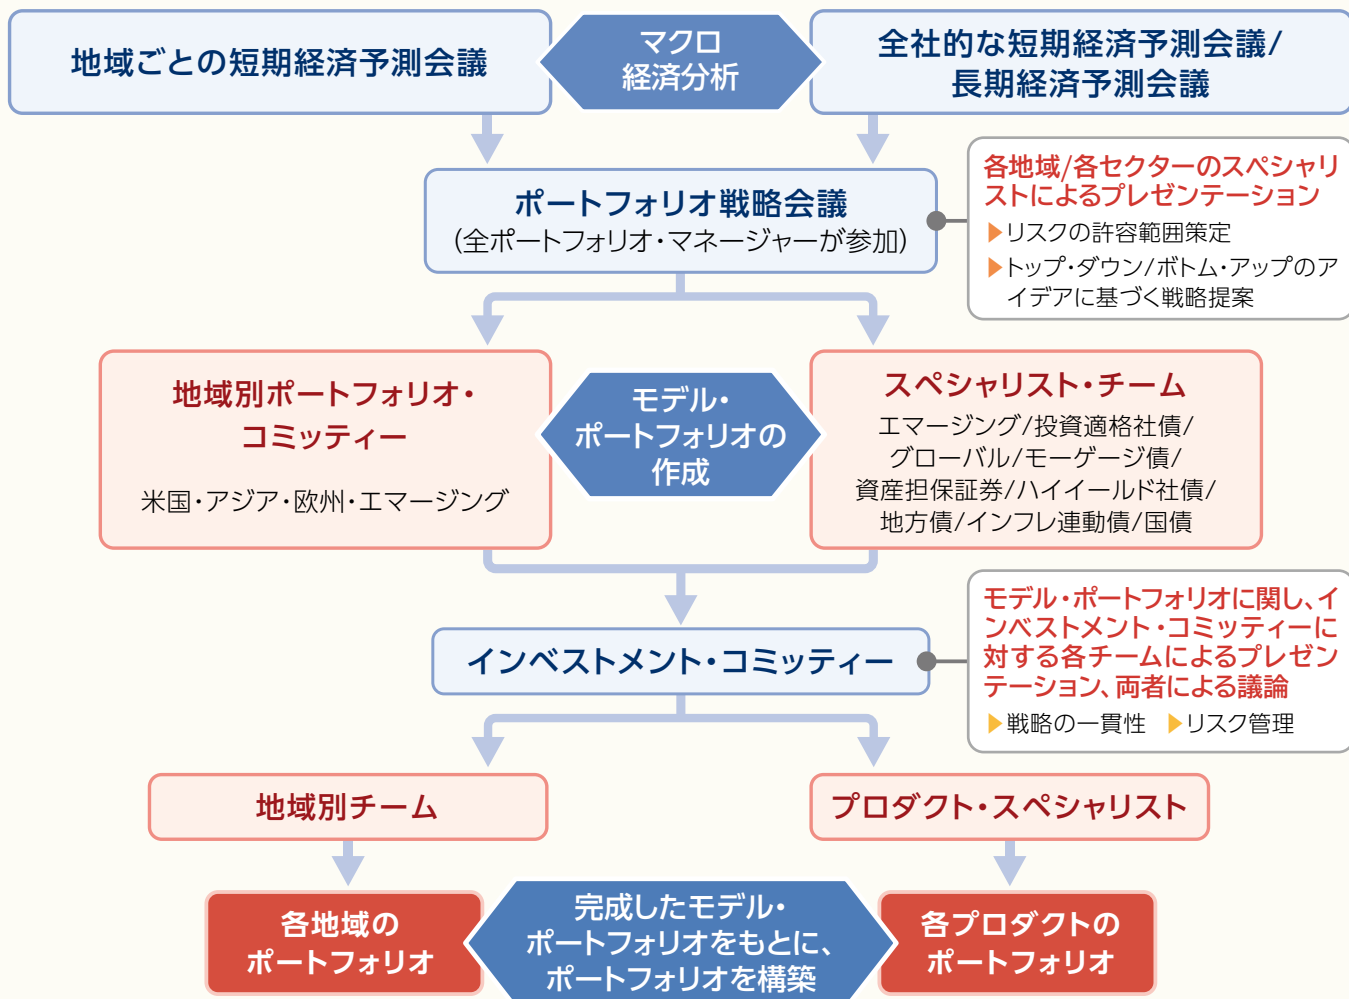 地域ごとの短期経済予測会議
マクロ
経済分析
全社的な短期経済予測会議/
長期経済予測会議
ポートフォリオ戦略会議
(全ポートフォリオ・マネージャーが参加)
各地域/各セクターのスペシャリ
ストによるプレゼンテーション
▶リスクの許容範囲策定
▶トップ・ダウン/ボトム・アップのア
イデアに基づく戦略提案
地域別ポートフォリオ・
コミッティー
米国・アジア・欧州・エマージング
モデル・
ポートフォリオの
作成
スペシャリスト・チーム
エマージング/投資適格社債/
グローバル/モーゲージ債/
資産担保証券/ハイイールド社債/
地方債/インフレ連動債/国債
インベストメント・コミッティー
モデル・ポートフォリオに関し、イ
ンベストメント・コミッティーに
対する各チームによるプレゼン
テーション、両者による議論
▶戦略の一貫性 ▶リスク管理
地域別チーム
プロダクト・スペシャリスト
各地域の
ポートフォリオ
完成したモデル・
ポートフォリオをもとに、
ポートフォリオを構築
各プロダクトの
ポートフォリオ